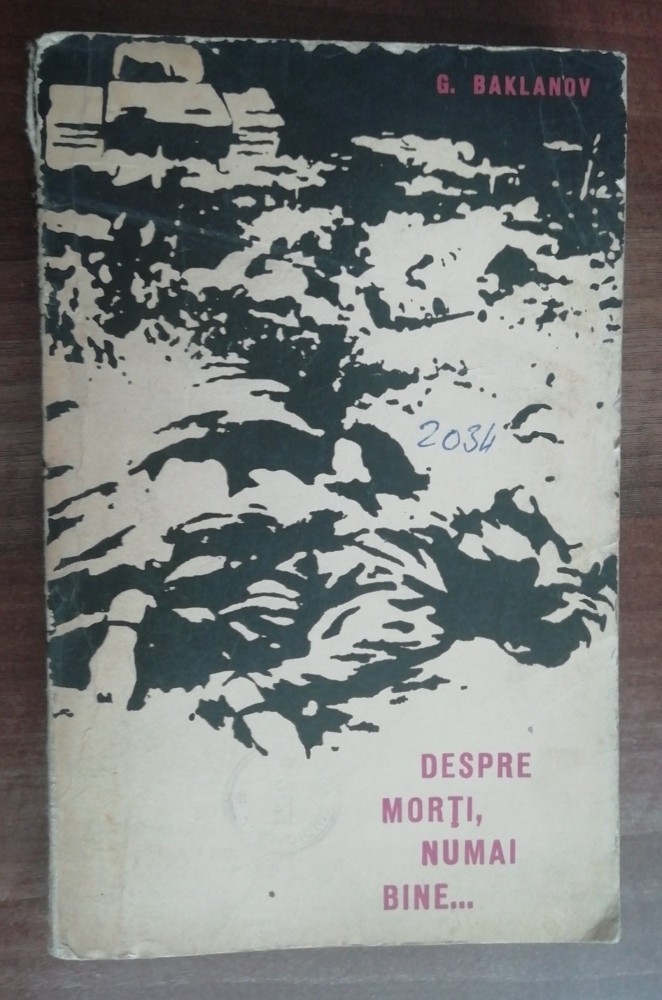 G. BAKLANOV
2034
DESPRE
MORŢI,
NUMAI
BINE...